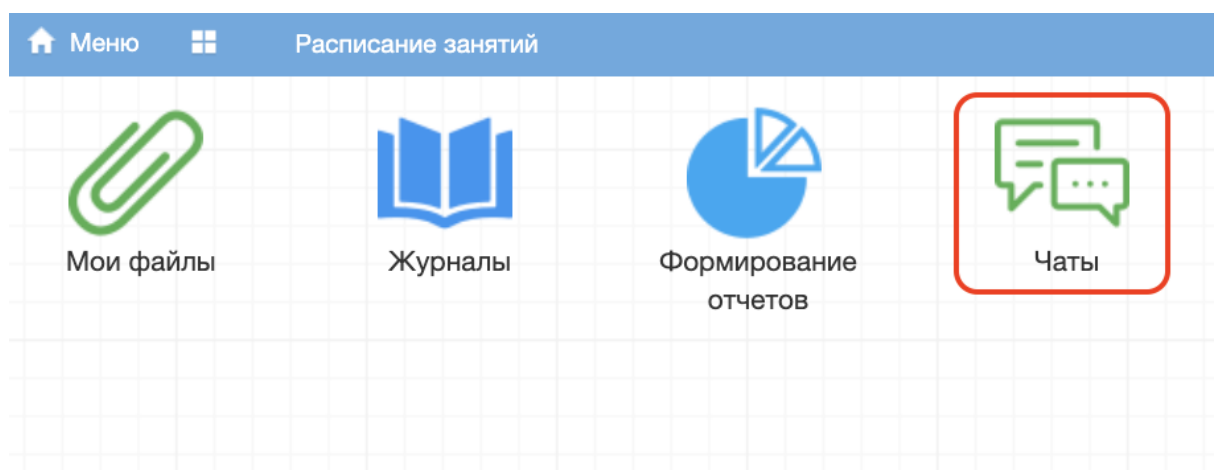 Меню
Расписание занятий
Мои файлы
Журналы
Формирование
отчетов
Чаты